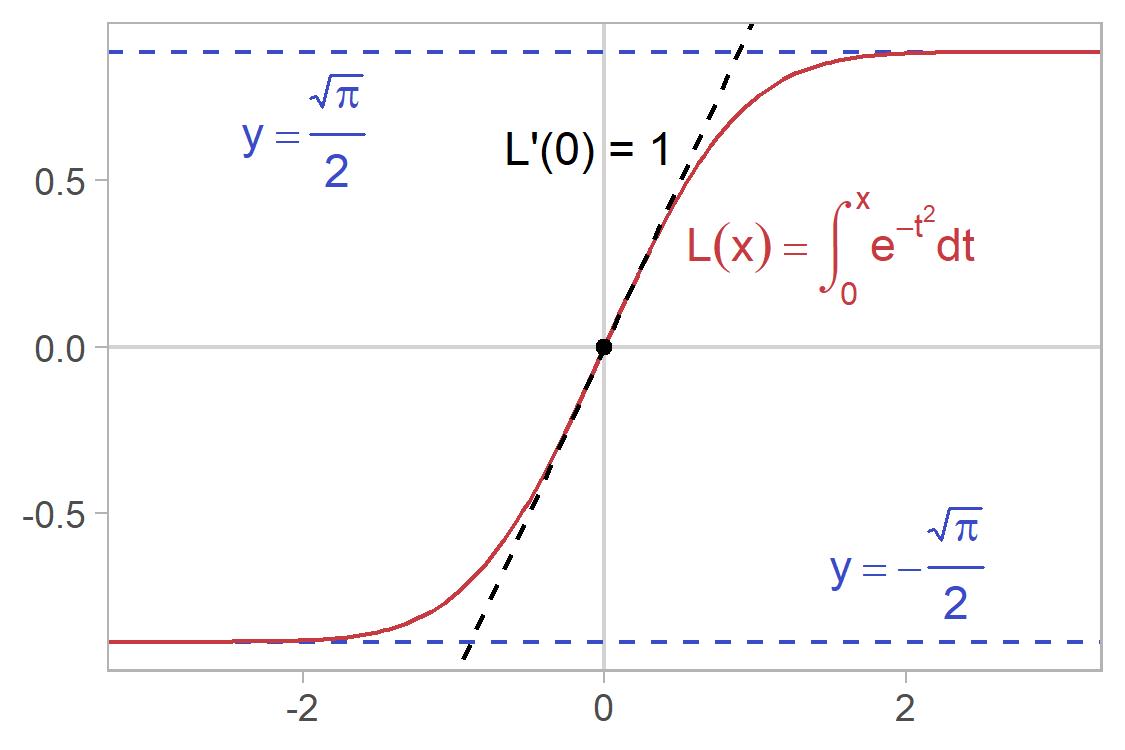 y = √π / 2
L'(0) = 1
0.5
L(x) = ∫₀ˣ e^(−t²) dt
0.0
-0.5
y = − √π / 2
-2 0 2